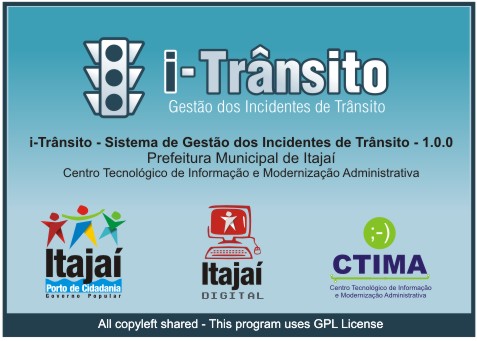 i-Trânsito
Gestão dos Incidentes de Trânsito
i-Trânsito - Sistema de Gestão dos Incidentes de Trânsito - 1.0.0
Prefeitura Municipal de Itajaí
Centro Tecnológico de Informação e Modernização Administrativa
Itajaí
Porto de Cidadania
Governo Popular
Itajaí
DIGITAL
;-)
CTIMA
Centro Tecnológico de Informação
e Modernização Administrativa
All copyleft shared - This program uses GPL License